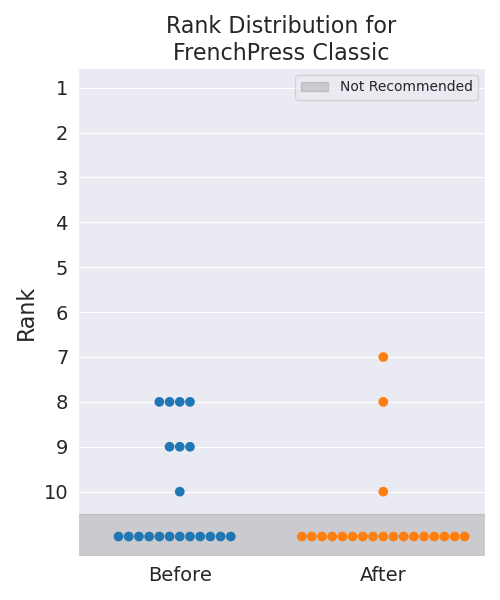 Rank Distribution for
FrenchPress Classic
Not Recommended
1
2
3
4
5
6
7
8
9
10
Rank
Before
After